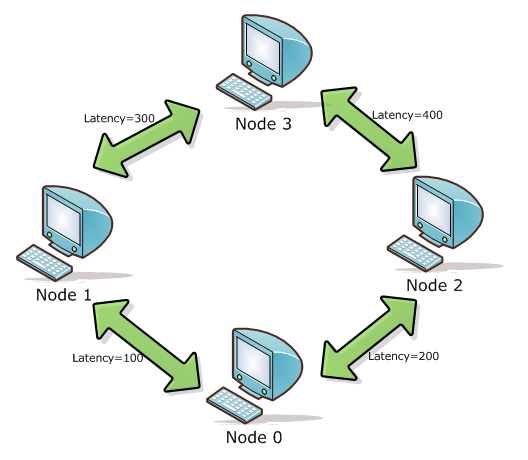 Node 3
Latency=300
Latency=400
Node 1
Node 2
Latency=100
Latency=200
Node 0